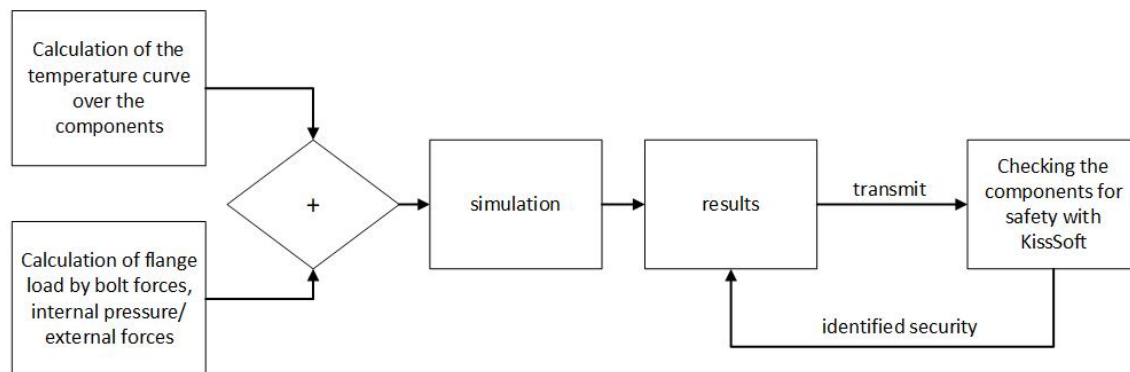 Calculation of the
temperature curve
over the
components
Calculation of flange
load by bolt forces,
internal pressure/
external forces
+
simulation
results
transmit
Checking the
components for
safety with
KissSoft
identified security